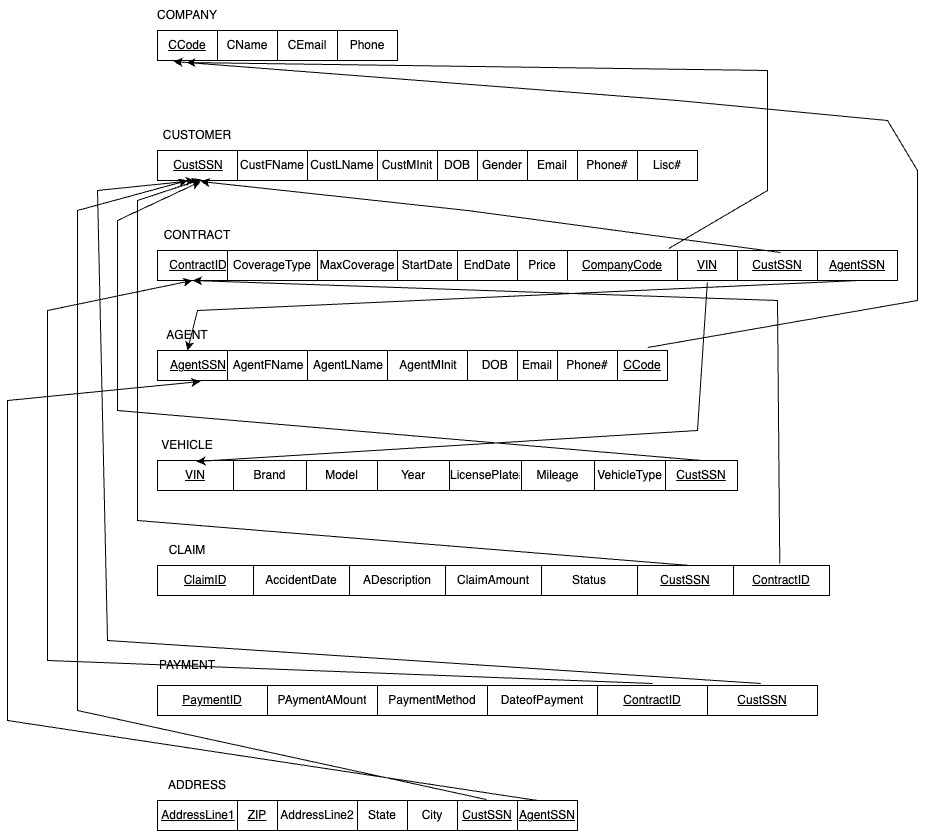 COMPANY
CCode CName CEmail Phone
CUSTOMER
CustSSN CustFName CustLName CustMInit DOB Gender Email Phone# Lisc#
CONTRACT
ContractID CoverageType MaxCoverage StartDate EndDate Price CompanyCode VIN CustSSN AgentSSN
AGENT
AgentSSN AgentFName AgentLName AgentMInit DOB Email Phone# CCode
VEHICLE
VIN Brand Model Year LicensePlate Mileage VehicleType CustSSN
CLAIM
ClaimID AccidentDate ADescription ClaimAmount Status CustSSN ContractID
PAYMENT
PaymentID PAymentAMount PaymentMethod DateofPayment ContractID CustSSN
ADDRESS
AddressLine1 ZIP AddressLine2 State City CustSSN AgentSSN